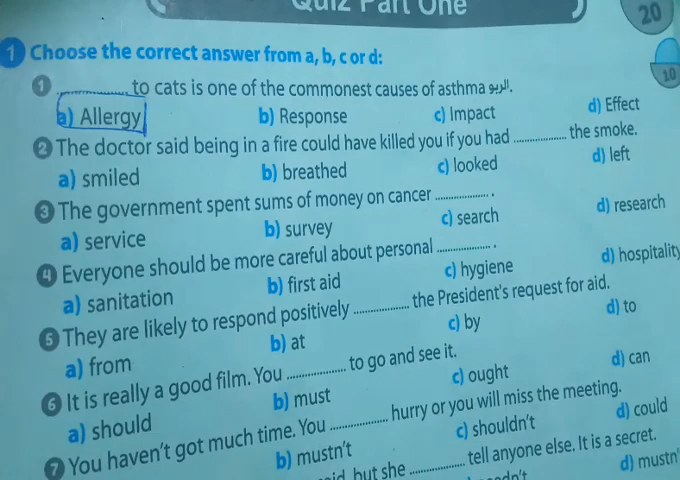 Quiz Part One
20
10
1 Choose the correct answer from a, b, c or d:
1 .................... to cats is one of the commonest causes of asthma الربو.
a) Allergy b) Response c) Impact d) Effect
2 The doctor said being in a fire could have killed you if you had ................ the smoke.
a) smiled b) breathed c) looked d) left
3 The government spent sums of money on cancer ................ .
a) service b) survey c) search d) research
4 Everyone should be more careful about personal ................ .
a) sanitation b) first aid c) hygiene d) hospitality
5 They are likely to respond positively ................ the President's request for aid.
a) from b) at c) by d) to
6 It is really a good film. You ................ to go and see it.
a) should b) must c) ought d) can
7 You haven't got much time. You ................ hurry or you will miss the meeting.
b) mustn't c) shouldn't d) could
but she ................ tell anyone else. It is a secret.
d) mustn'